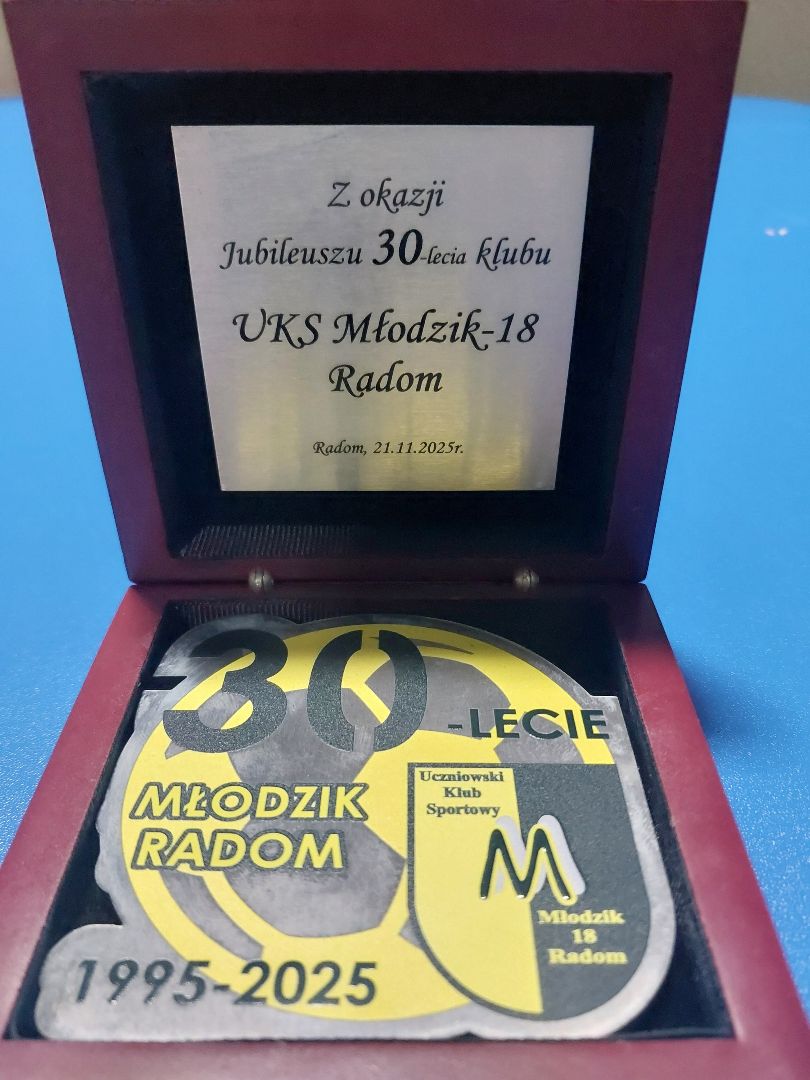 Z okazji
Jubileuszu 30-lecia klubu
UKS Młodzik-18
Radom
Radom, 21.11.2025r.
30-LECIE
MŁODZIK
RADOM
Uczniowski
Klub
Sportowy
M
Młodzik
18
Radom
1995-2025